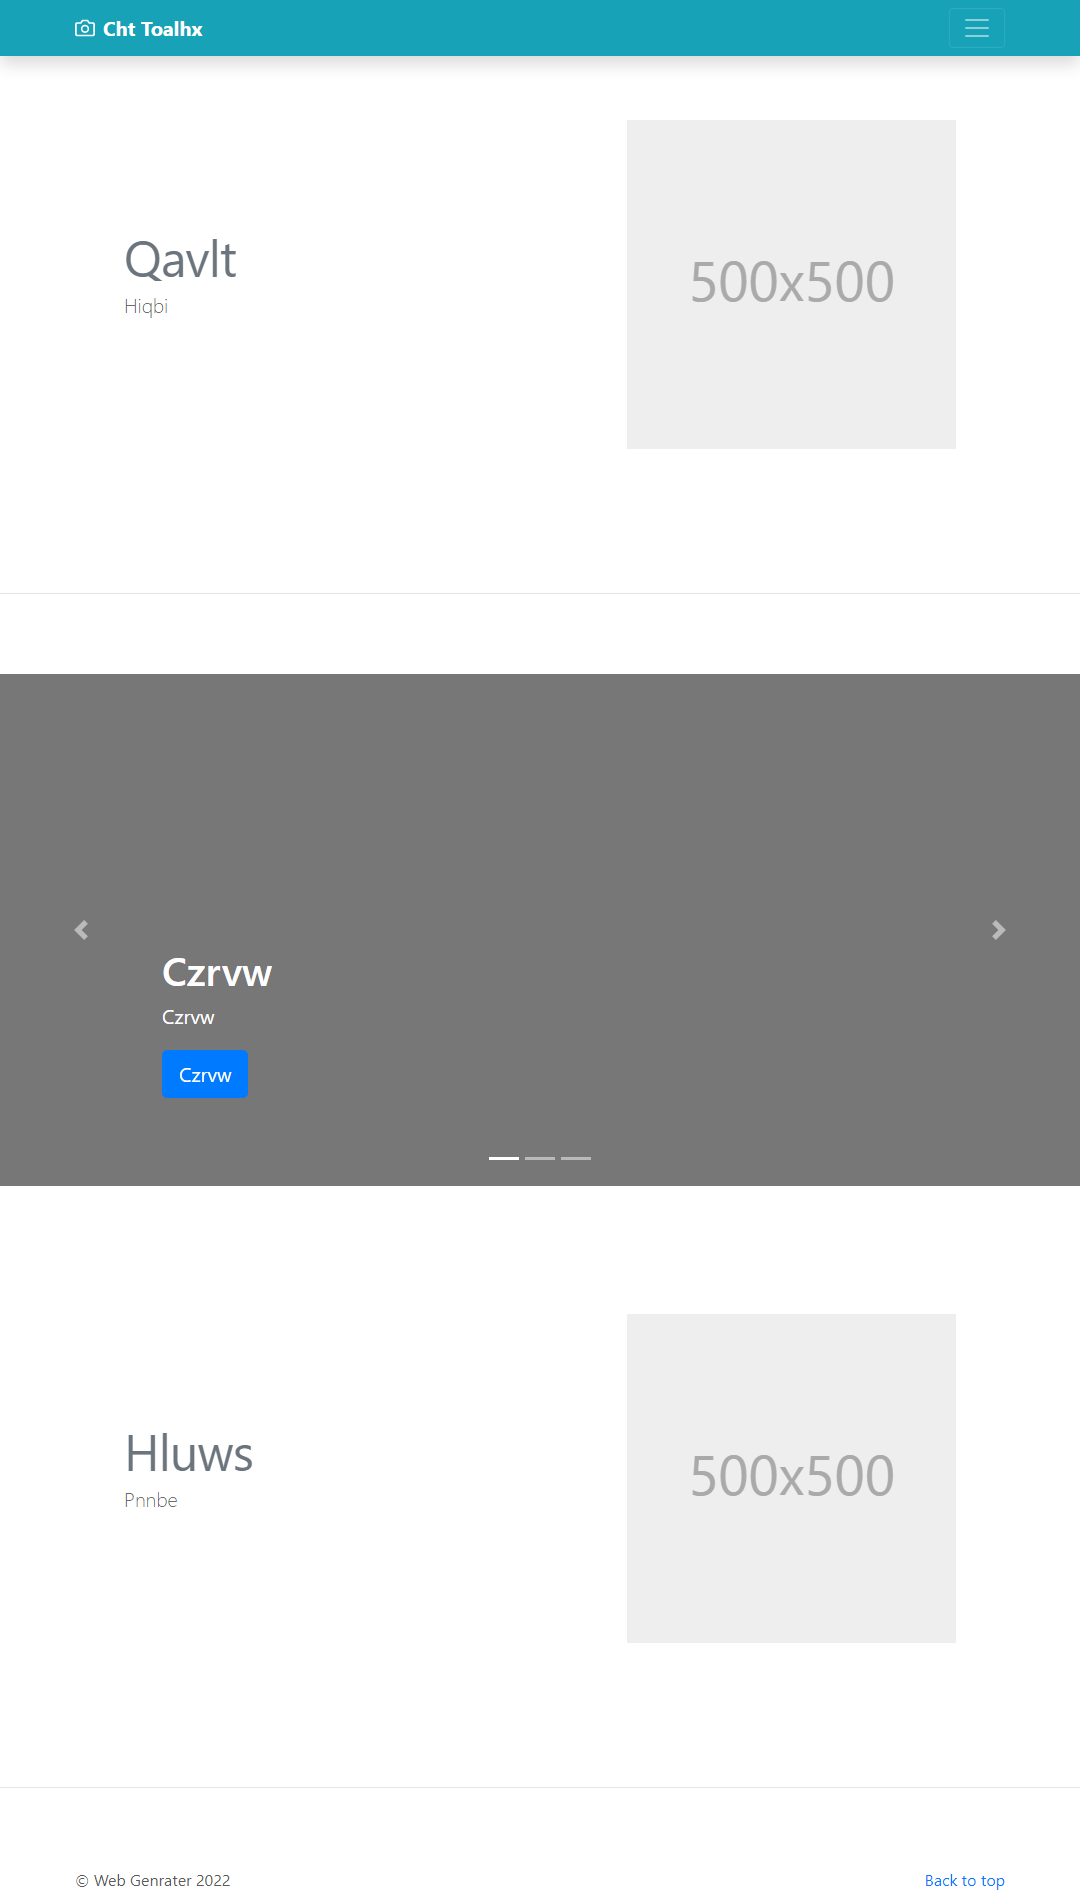 Cht Toalhx
Qavlt
Hiqbi
500x500
Czrvw
Czrvw
Czrvw
Hluws
Pnnbe
500x500
© Web Genrater 2022
Back to top